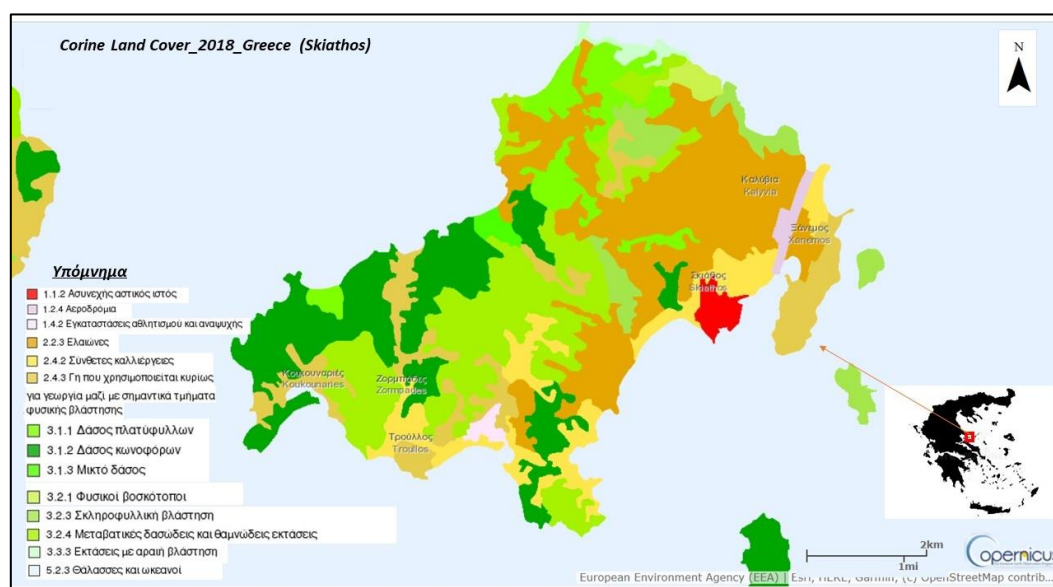 Corine Land Cover_2018_Greece (Skiathos)
N
Καλύβια
Kalyvia
Ξάνεμος
Xanemos
Σκιάθος
Skiathos
Κουκουναριές
Koukounaries
Ζορμπάδες
Zormpades
Τρούλλος
Troullos
Υπόμνημα
1.1.2 Ασυνεχής αστικός ιστός
1.2.4 Αεροδρόμια
1.4.2 Εγκαταστάσεις αθλητισμού και αναψυχής
2.2.3 Ελαιώνες
2.4.2 Σύνθετες καλλιέργειες
2.4.3 Γη που χρησιμοποιείται κυρίως
για γεωργία μαζί με σημαντικά τμήματα
φυσικής βλάστησης
3.1.1 Δάσος πλατύφυλλων
3.1.2 Δάσος κωνοφόρων
3.1.3 Μικτό δάσος
3.2.1 Φυσικοί βοσκότοποι
3.2.3 Σκληροφυλλική βλάστηση
3.2.4 Μεταβατικές δασώδεις και θαμνώδεις εκτάσεις
3.3.3 Εκτάσεις με αραιή βλάστηση
5.2.3 Θάλασσες και ωκεανοί
2km
1mi
opernicus
European Environment Agency (EEA) | Esri, HERE, Garmin, (c) OpenStreetMap contrib...